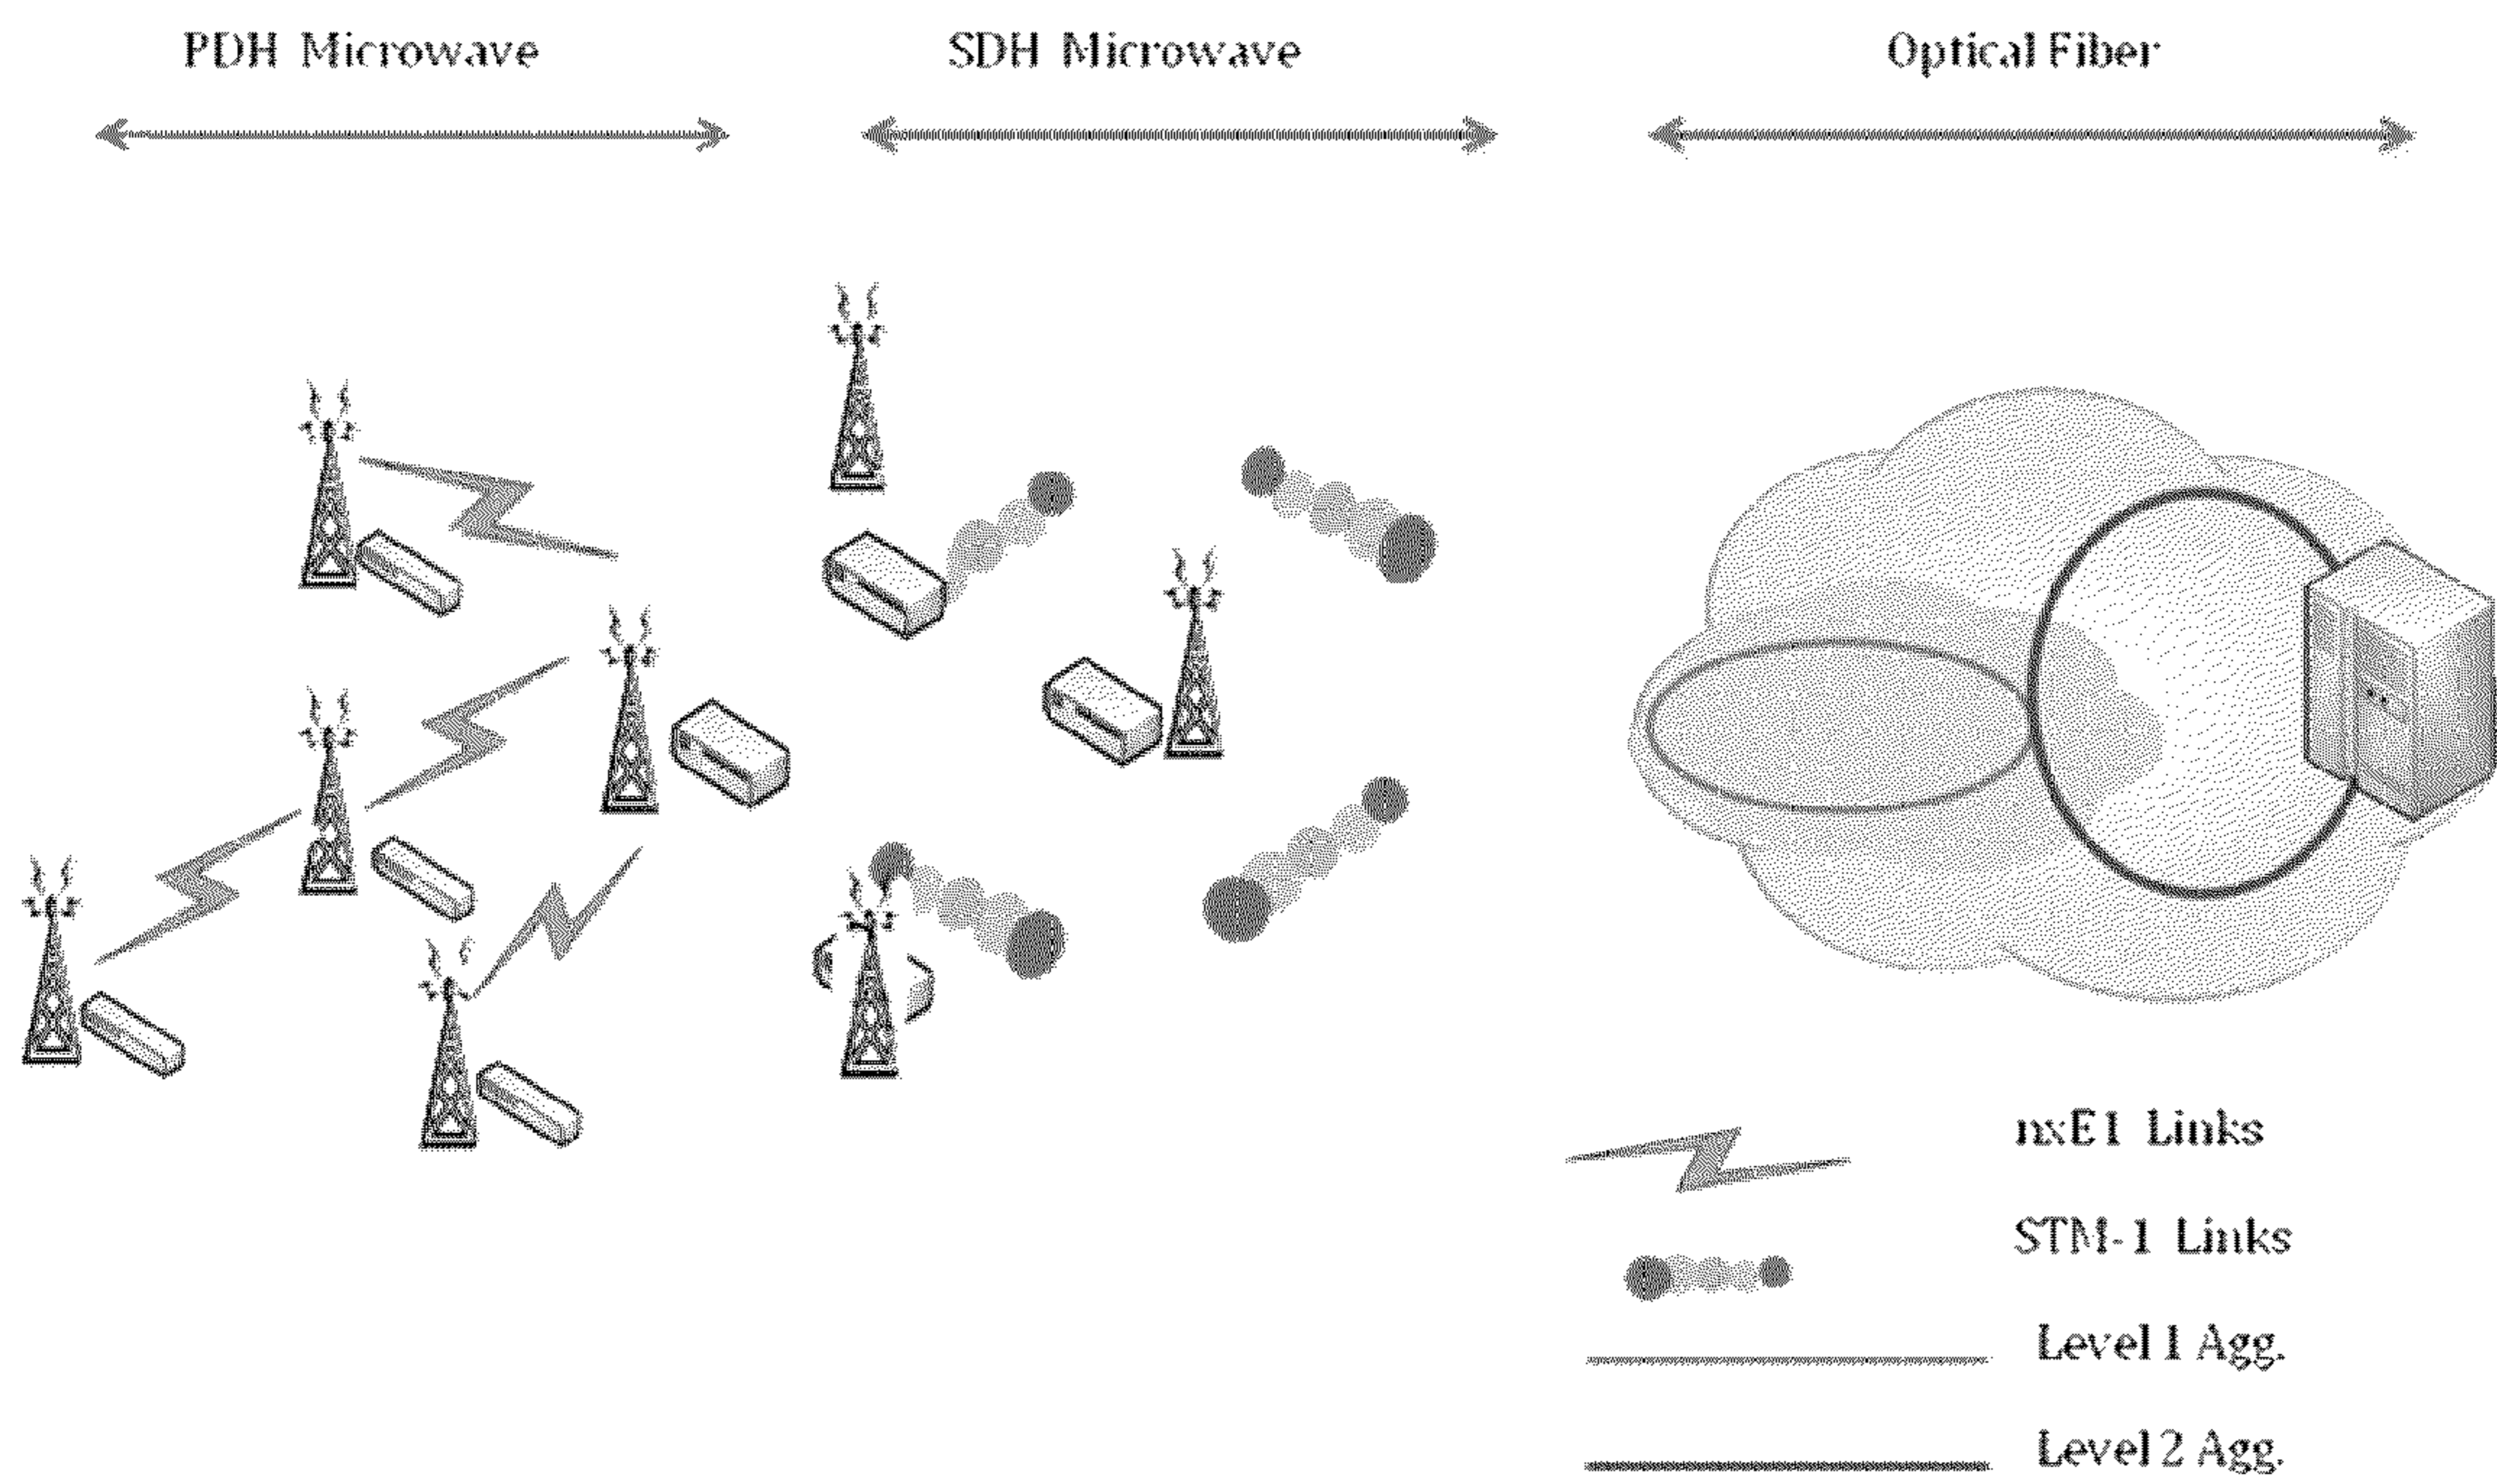 PDH Microwave
SDH Microwave
Optical Fiber
nxE1 Links
STM-1 Links
Level 1 Agg.
Level 2 Agg.